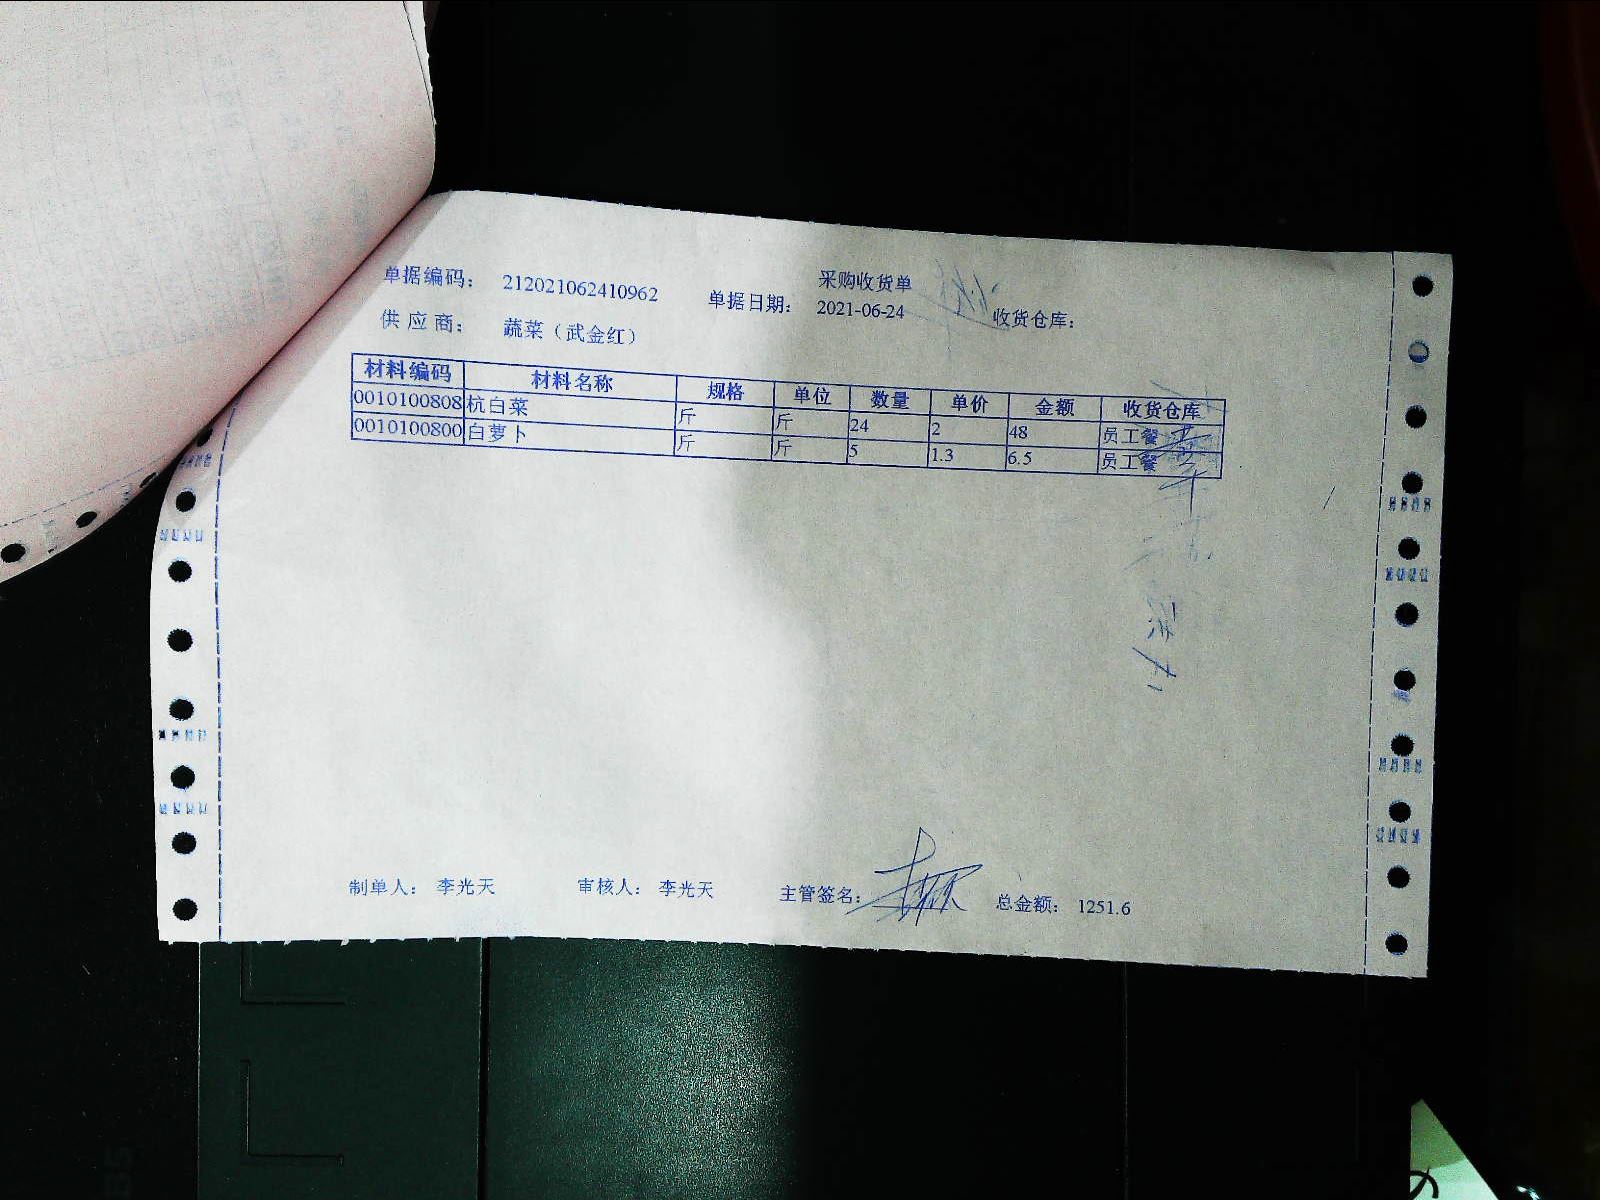 采购收货单
单据编码： 212021062410962 单据日期： 2021-06-24 收货仓库：
供应商： 蔬菜（武金红）
材料编码 材料名称 规格 单位 数量 单价 金额 收货仓库
0010100808 杭白菜 斤 斤 24 2 48 员工餐
0010100800 白萝卜 斤 斤 5 1.3 6.5 员工餐
制单人： 李光天 审核人： 李光天 主管签名： 总金额： 1251.6